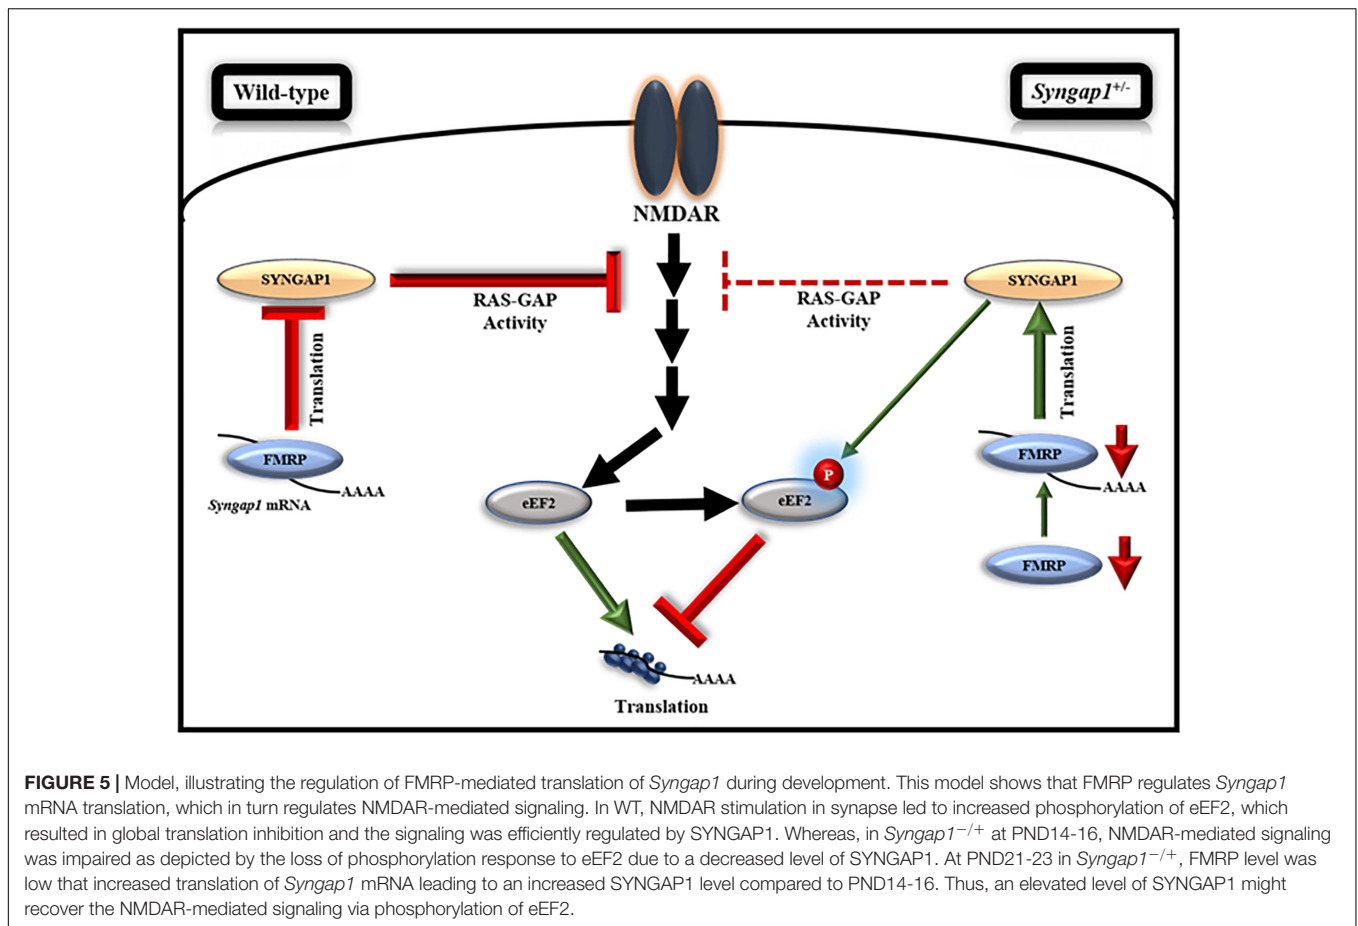 Wild-type
Syngap1+/-
NMDAR
SYNGAP1
RAS-GAP
Activity
RAS-GAP
Activity
SYNGAP1
Translation
Translation
FMRP
AAAA
Syngap1 mRNA
FMRP
AAAA
P
eEF2
eEF2
FMRP
AAAA
Translation
FIGURE 5 | Model, illustrating the regulation of FMRP-mediated translation of Syngap1 during development. This model shows that FMRP regulates Syngap1
mRNA translation, which in turn regulates NMDAR-mediated signaling. In WT, NMDAR stimulation in synapse led to increased phosphorylation of eEF2, which
resulted in global translation inhibition and the signaling was efficiently regulated by SYNGAP1. Whereas, in Syngap1−/+ at PND14-16, NMDAR-mediated signaling
was impaired as depicted by the loss of phosphorylation response to eEF2 due to a decreased level of SYNGAP1. At PND21-23 in Syngap1−/+, FMRP level was
low that increased translation of Syngap1 mRNA leading to an increased SYNGAP1 level compared to PND14-16. Thus, an elevated level of SYNGAP1 might
recover the NMDAR-mediated signaling via phosphorylation of eEF2.